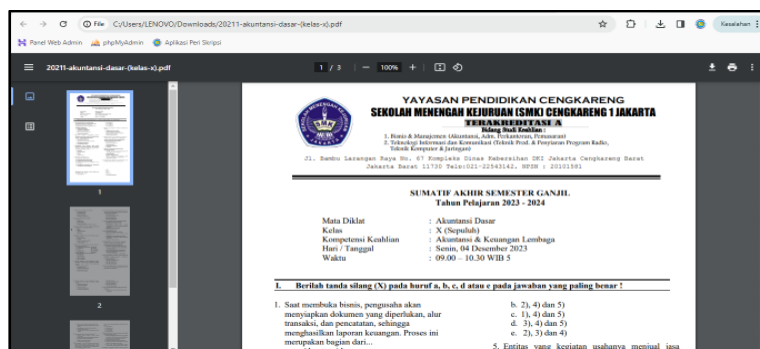 File C:/Users/LENOVO/Downloads/20211-akuntansi-dasar-(kelas-x).pdf
Kesalahan
Panel Web Admin phpMyAdmin Aplikasi Peri Skripsi
20211-akuntansi-dasar-(kelas-x).pdf 1 / 3 100%
1
2
YAYASAN PENDIDIKAN CENGKARENG
SEKOLAH MENENGAH KEJURUAN (SMK) CENGKARENG 1 JAKARTA
TERAKREDITASI A
Bidang Studi Keahlian :
1. Bisnis & Manajemen (Akuntansi, Adm. Perkantoran, Pemasaran)
2. Teknologi Informasi dan Komunikasi (Teknik Prod. & Penyiaran Program Radio,
Teknik Komputer & Jaringan)
Jl. Bambu Larangan Raya No. 67 Kompleks Dinas Kebersihan DKI Jakarta Cengkareng Barat
Jakarta Barat 11730 Telp:021-22543142, NPSN : 20101581
SUMATIF AKHIR SEMESTER GANJIL
Tahun Pelajaran 2023 - 2024
Mata Diklat : Akuntansi Dasar
Kelas : X (Sepuluh)
Kompetensi Keahlian : Akuntansi & Keuangan Lembaga
Hari / Tanggal : Senin, 04 Desember 2023
Waktu : 09.00 – 10.30 WIB 5
I. Berilah tanda silang (X) pada huruf a, b, c, d atau e pada jawaban yang paling benar !
1. Saat membuka bisnis, pengusaha akan
menyiapkan dokumen yang diperlukan, alur
transaksi, dan pencatatan, sehingga
menghasilkan laporan keuangan. Proses ini
merupakan bagian dari...
b. 2), 4) dan 5)
c. 1), 4) dan 5)
d. 3), 4) dan 5)
e. 2), 3) dan 4)
5. Entitas yang kegiatan usahanya menjual jasa